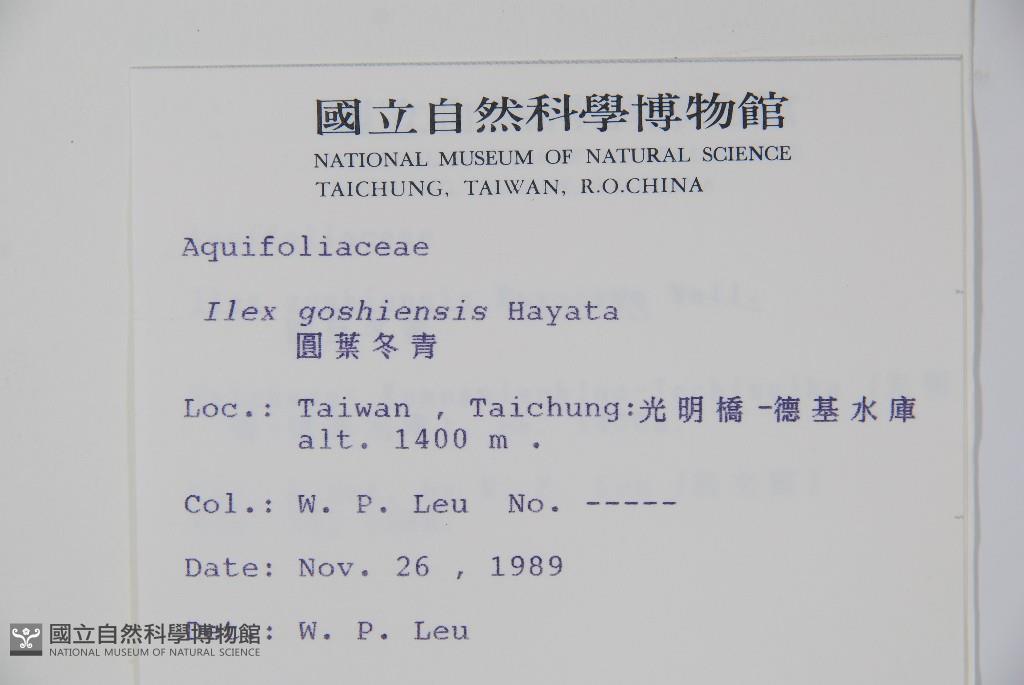 國立自然科學博物館
NATIONAL MUSEUM OF NATURAL SCIENCE
TAICHUNG, TAIWAN, R.O.CHINA
Aquifoliaceae
Ilex goshiensis Hayata
圓葉冬青
Loc.: Taiwan , Taichung:光明橋-德基水庫
alt. 1400 m .
Col.: W. P. Leu No. -----
Date: Nov. 26 , 1989
W. P. Leu
國立自然科學博物館
NATIONAL MUSEUM OF NATURAL SCIENCE